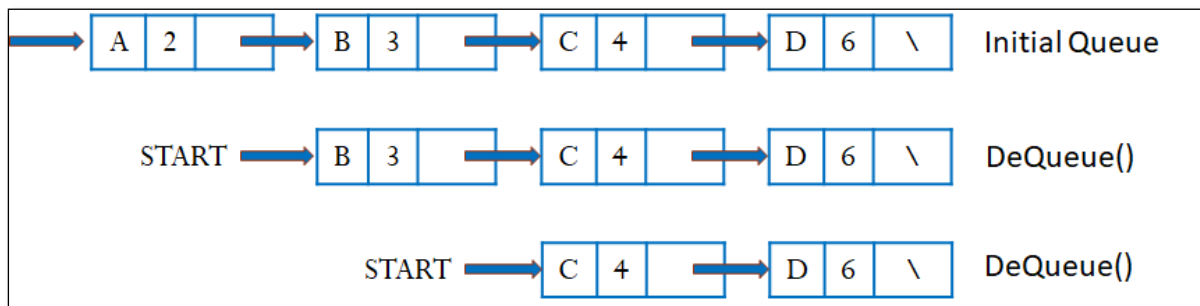 A 2 B 3 C 4 D 6 \ Initial Queue
START B 3 C 4 D 6 \ DeQueue()
START C 4 D 6 \ DeQueue()